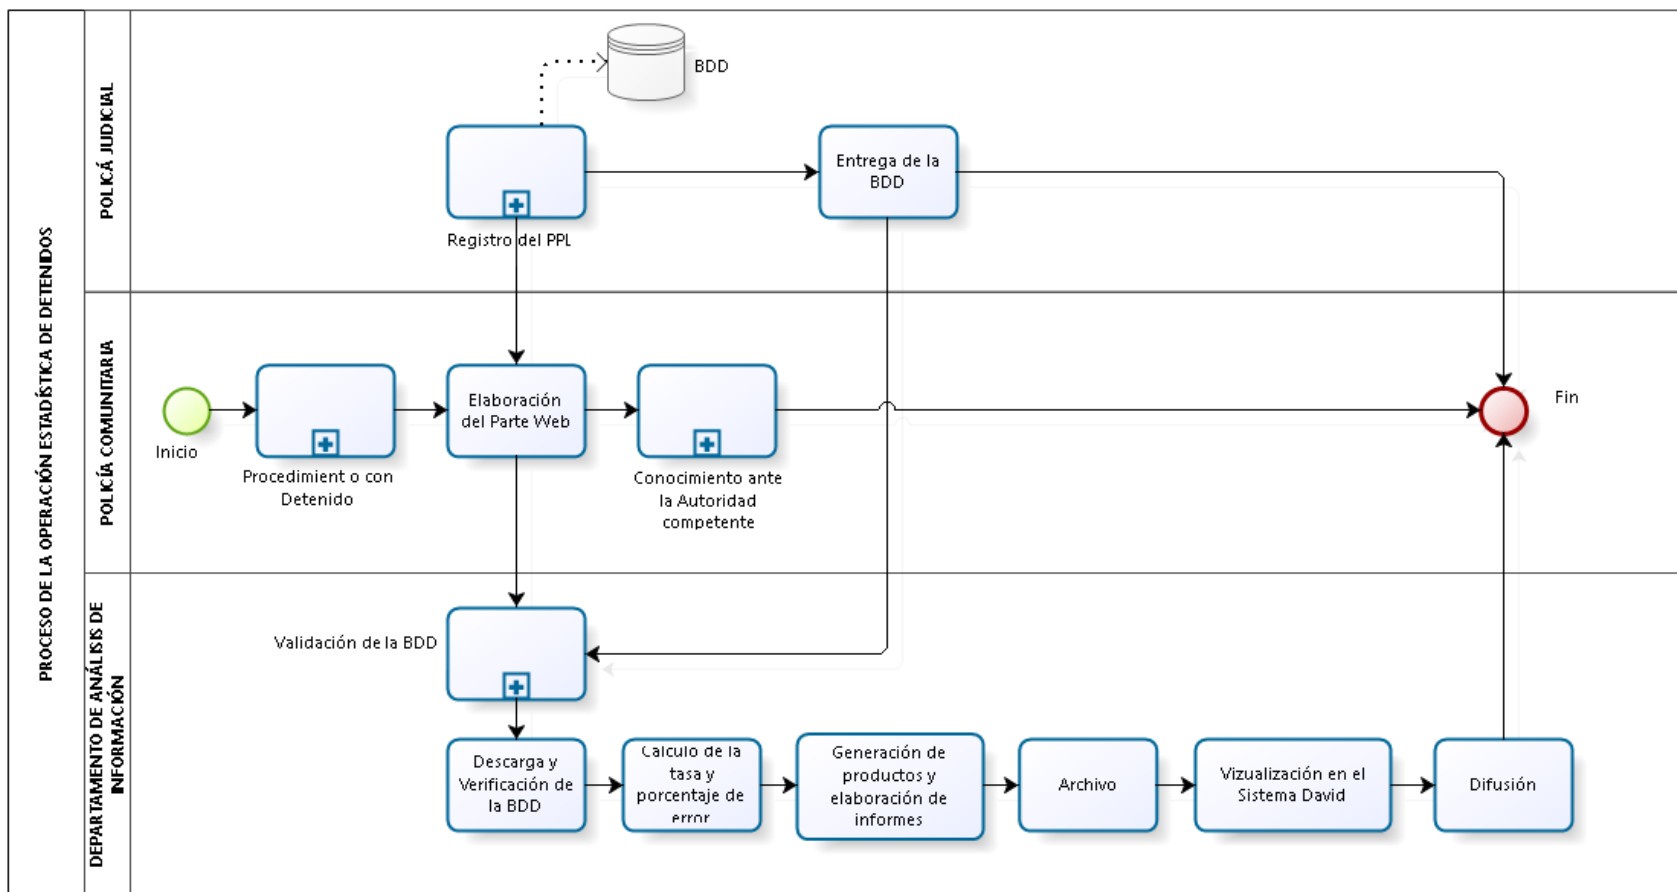 PROCESO DE LA OPERACIÓN ESTADÍSTICA DE DETENIDOS
POLICÁ JUDICIAL
BDD
Registro del PPL
Entrega de la
BDD
POLICÍA COMUNITARIA
Inicio
Procedimient o con
Detenido
Elaboración
del Parte Web
Conocimiento ante
la Autoridad
competente
Fin
DEPARTAMENTO DE ANÁLISIS DE
INFORMACIÓN
Validación de la BDD
Descarga y
Verificación de
la BDD
Calculo de la
tasa y
porcentaje de
error
Generación de
productos y
elaboración de
informes
Archivo
Vizualización en el
Sistema David
Difusión